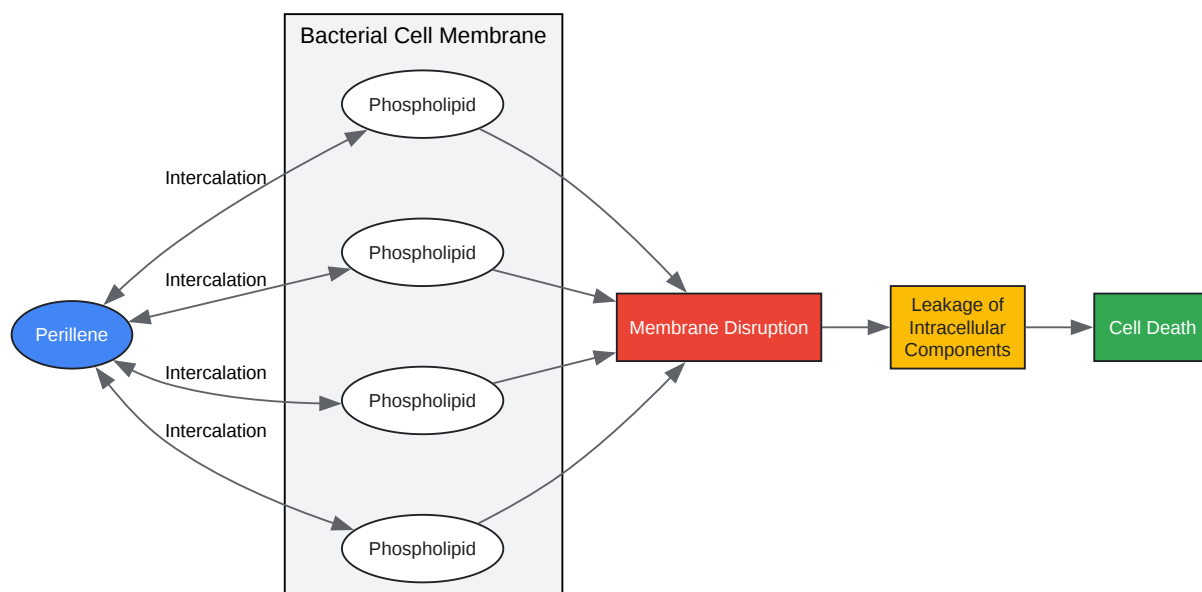 Bacterial Cell Membrane
Phospholipid
Intercalation
Phospholipid
Intercalation
Perillene
Membrane Disruption
Leakage of
Intracellular
Components
Cell Death
Intercalation
Phospholipid
Intercalation
Phospholipid